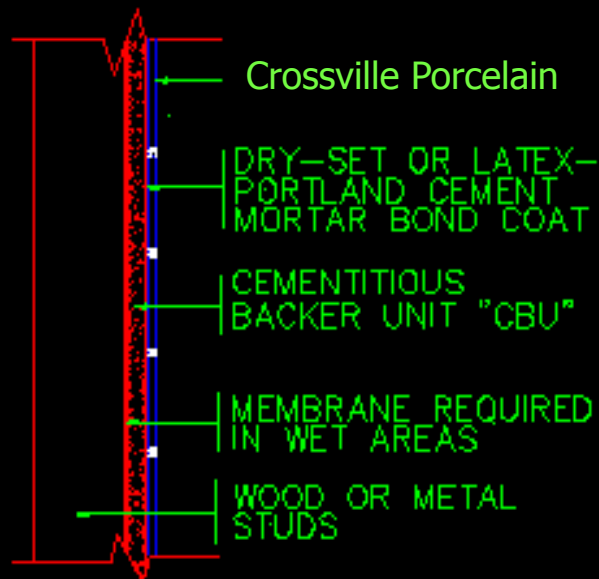 Crossville Porcelain
DRY-SET OR LATEX-
PORTLAND CEMENT
MORTAR BOND COAT
CEMENTITIOUS
BACKER UNIT "CBU"
MEMBRANE REQUIRED
IN WET AREAS
WOOD OR METAL
STUDS